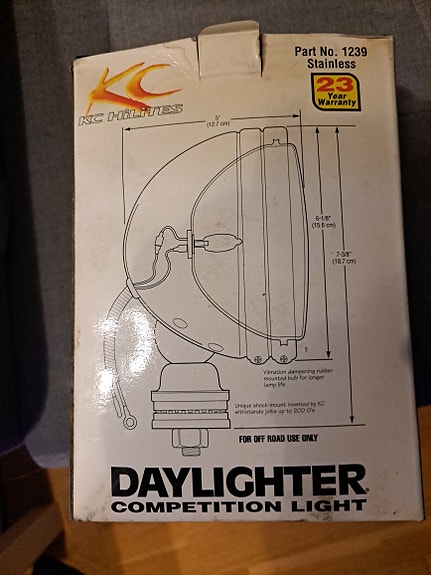 Part No. 1239
Stainless
KC
KC HiLiTES
23
Year
Warranty
5"
(12.7 cm)
6-1/8"
(15.6 cm)
7-3/8"
(18.7 cm)
1
Vibration dampening rubber
mounted bulb for longer
lamp life
Unique shock-mount invented by KC
withstands jolts up to 200 G's
FOR OFF ROAD USE ONLY
DAYLIGHTER®
COMPETITION LIGHT